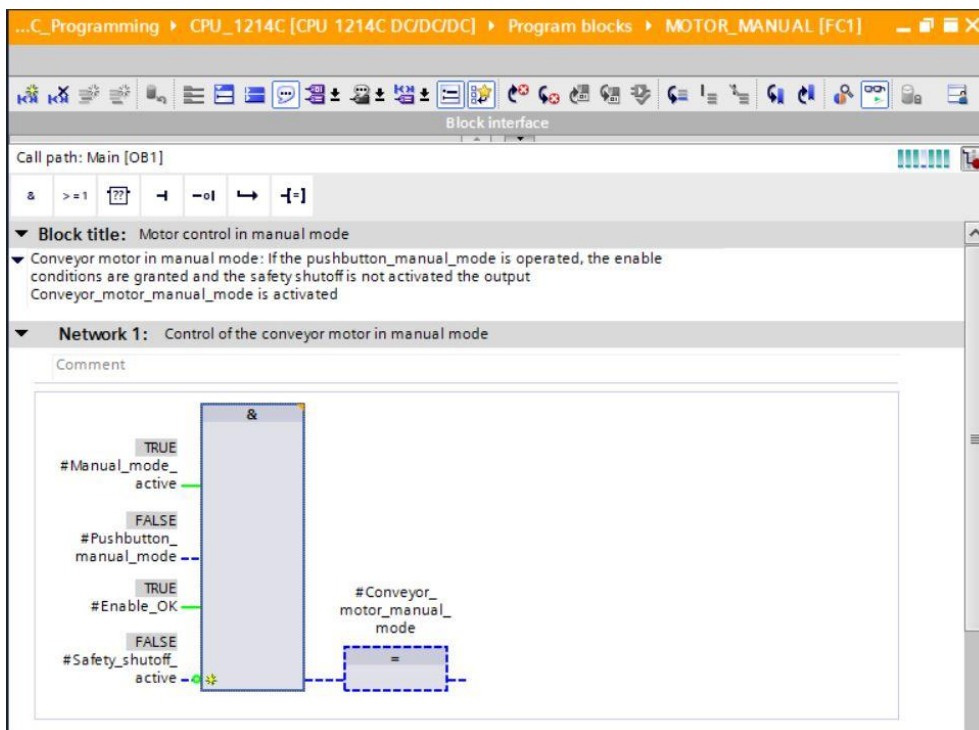 ...C_Programming ▸ CPU_1214C [CPU 1214C DC/DC/DC] ▸ Program blocks ▸ MOTOR_MANUAL [FC1]
Block interface
Call path: Main [OB1]
& >=1 ?? -o| -[=]
Block title: Motor control in manual mode
Conveyor motor in manual mode: If the pushbutton_manual_mode is operated, the enable
conditions are granted and the safety shutoff is not activated the output
Conveyor_motor_manual_mode is activated
Network 1: Control of the conveyor motor in manual mode
Comment
&
TRUE
#Manual_mode_
active
FALSE
#Pushbutton_
manual_mode
TRUE
#Enable_OK
#Conveyor_
motor_manual_
mode
FALSE
#Safety_shutoff_
active
=